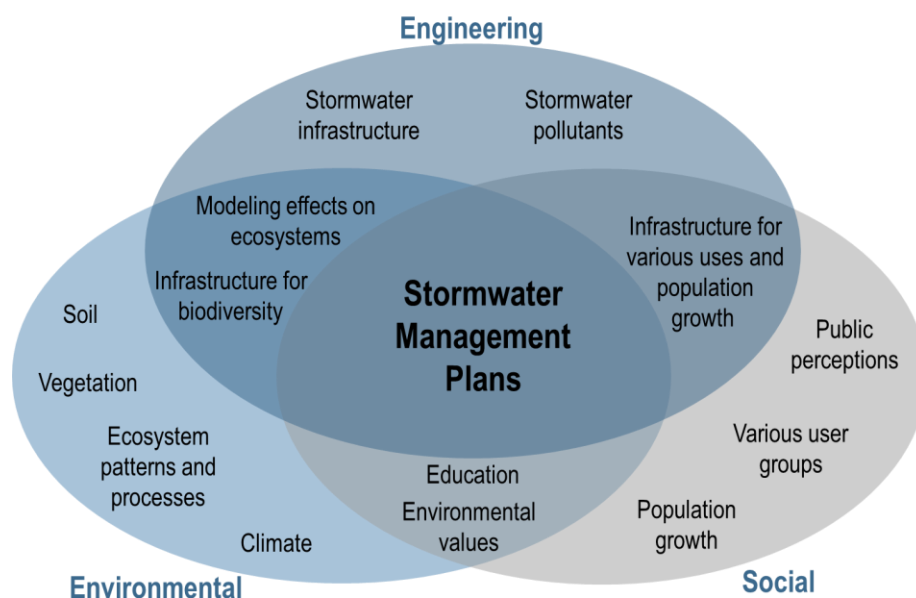 Engineering
Stormwater
infrastructure
Stormwater
pollutants
Modeling effects on
ecosystems
Infrastructure for
biodiversity
Infrastructure for
various uses and
population
growth
Stormwater
Management
Plans
Soil
Vegetation
Ecosystem
patterns and
processes
Climate
Public
perceptions
Various user
groups
Population
growth
Education
Environmental
values
Environmental
Social